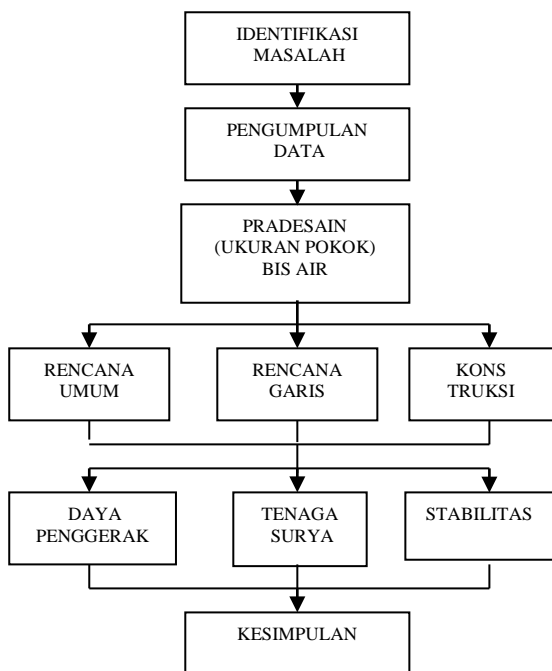 IDENTIFIKASI
MASALAH
PENGUMPULAN
DATA
PRADESAIN
(UKURAN POKOK)
BIS AIR
RENCANA
UMUM
RENCANA
GARIS
KONS
TRUKSI
DAYA
PENGGERAK
TENAGA
SURYA
STABILITAS
KESIMPULAN